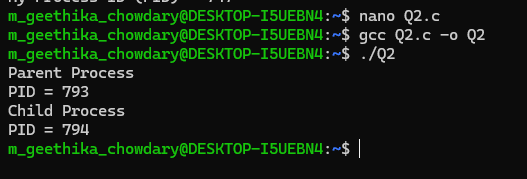 m_geethika_chowdary@DESKTOP-I5UEBN4:~$ nano Q2.c
m_geethika_chowdary@DESKTOP-I5UEBN4:~$ gcc Q2.c -o Q2
m_geethika_chowdary@DESKTOP-I5UEBN4:~$ ./Q2
Parent Process
PID = 793
Child Process
PID = 794
m_geethika_chowdary@DESKTOP-I5UEBN4:~$